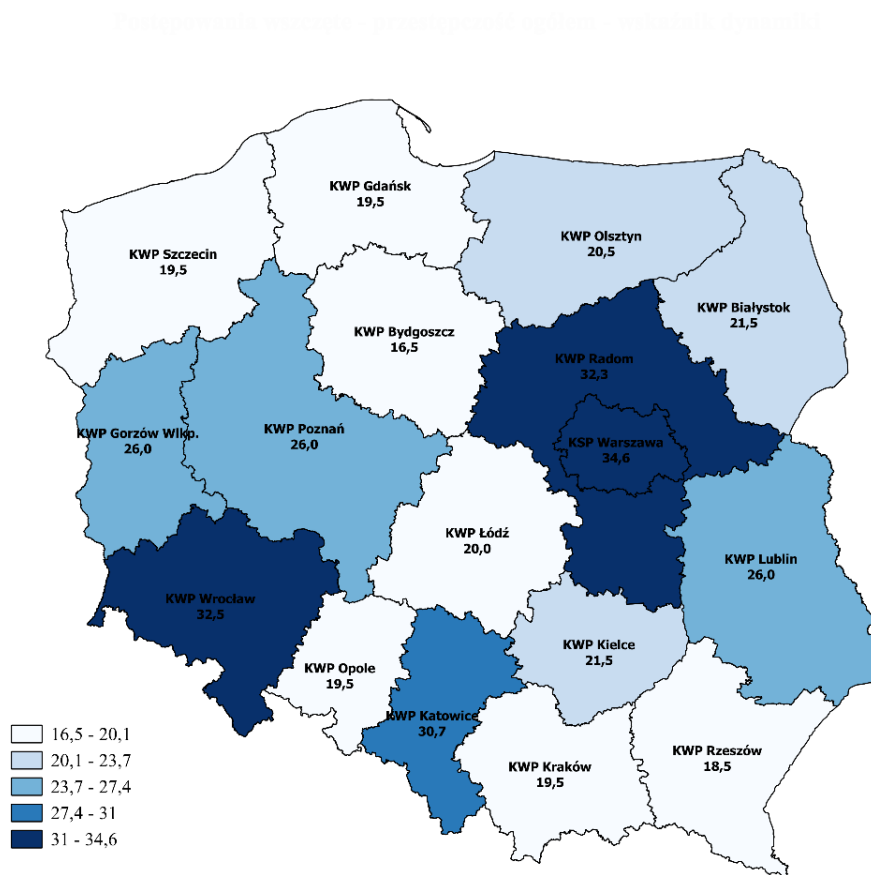 KWP Gdańsk
19,5
KWP Szczecin
19,5
KWP Olsztyn
20,5
KWP Białystok
21,5
KWP Bydgoszcz
16,5
KWP Radom
32,3
KWP Gorzów Wlkp.
26,0
KWP Poznań
26,0
KSP Warszawa
34,6
KWP Łódź
20,0
KWP Lublin
26,0
KWP Wrocław
32,5
KWP Kielce
21,5
KWP Opole
19,5
KWP Katowice
30,7
KWP Kraków
19,5
KWP Rzeszów
18,5
16,5 - 20,1
20,1 - 23,7
23,7 - 27,4
27,4 - 31
31 - 34,6